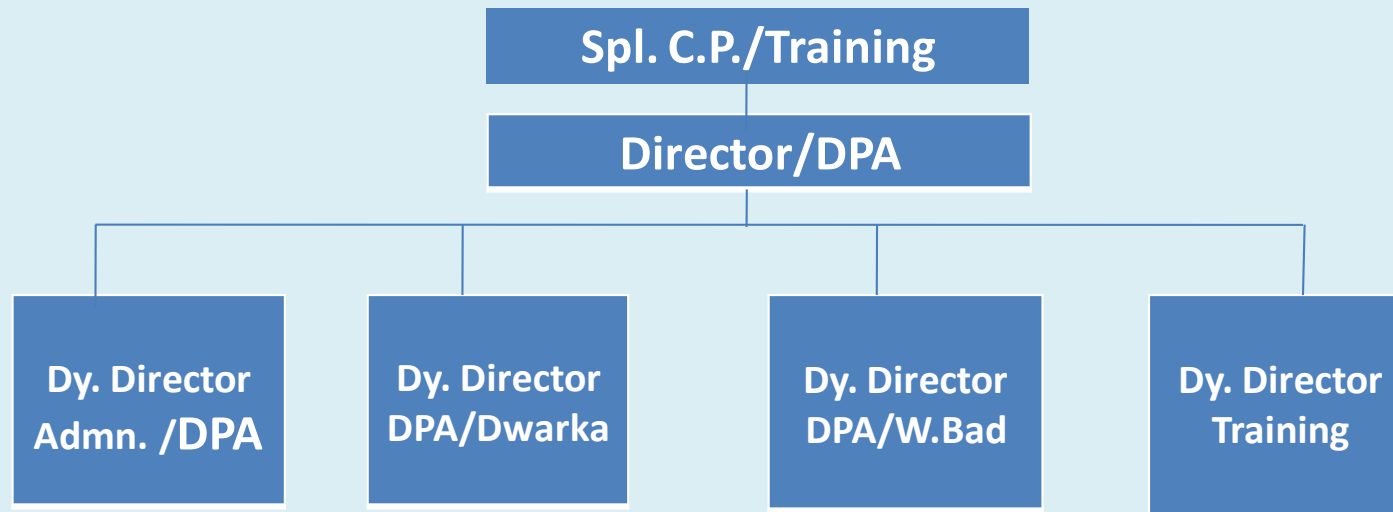 Spl. C.P./Training
Director/DPA
Dy. Director
Admn. /DPA
Dy. Director
DPA/Dwarka
Dy. Director
DPA/W.Bad
Dy. Director
Training